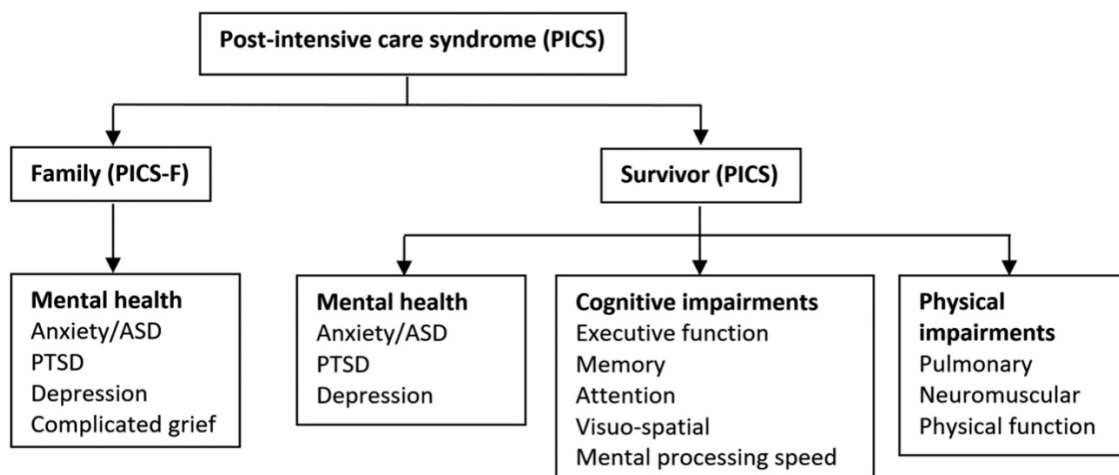 Post-intensive care syndrome (PICS)
Family (PICS-F)
Survivor (PICS)
Mental health
Anxiety/ASD
PTSD
Depression
Complicated grief
Mental health
Anxiety/ASD
PTSD
Depression
Cognitive impairments
Executive function
Memory
Attention
Visuo-spatial
Mental processing speed
Physical
impairments
Pulmonary
Neuromuscular
Physical function